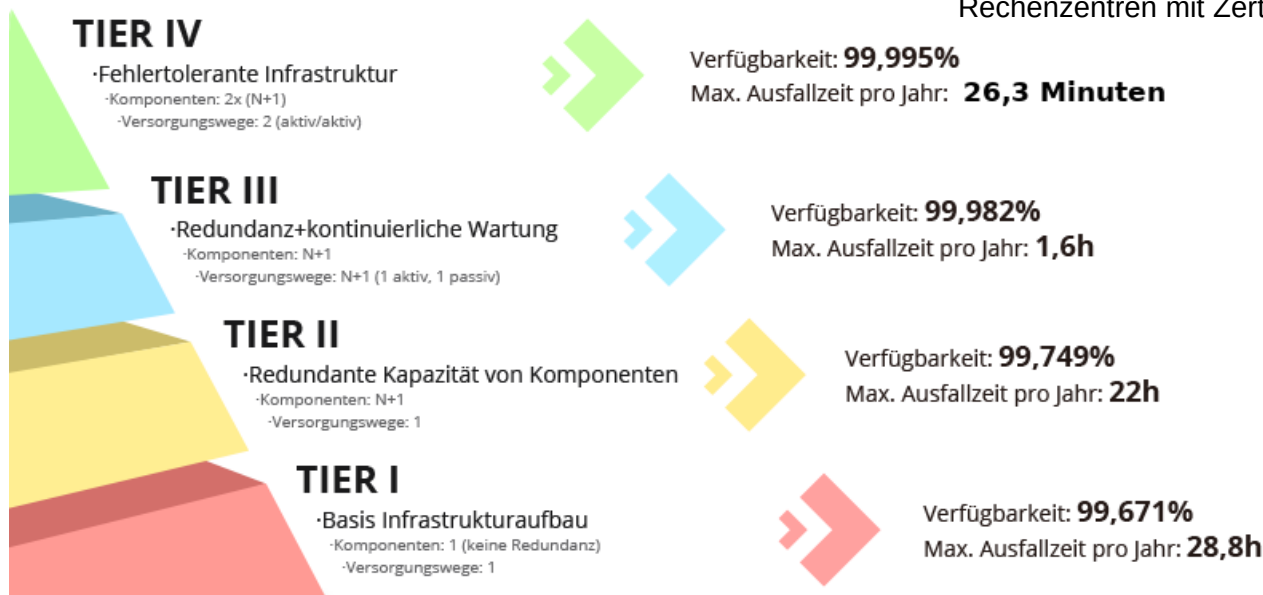 Rechenzentren mit Zert
TIER IV
·Fehlertolerante Infrastruktur
·Komponenten: 2x (N+1)
·Versorgungswege: 2 (aktiv/aktiv)
Verfügbarkeit: 99,995%
Max. Ausfallzeit pro Jahr: 26,3 Minuten
TIER III
·Redundanz+kontinuierliche Wartung
·Komponenten: N+1
·Versorgungswege: N+1 (1 aktiv, 1 passiv)
Verfügbarkeit: 99,982%
Max. Ausfallzeit pro Jahr: 1,6h
TIER II
·Redundante Kapazität von Komponenten
·Komponenten: N+1
·Versorgungswege: 1
Verfügbarkeit: 99,749%
Max. Ausfallzeit pro Jahr: 22h
TIER I
·Basis Infrastrukturaufbau
·Komponenten: 1 (keine Redundanz)
·Versorgungswege: 1
Verfügbarkeit: 99,671%
Max. Ausfallzeit pro Jahr: 28,8h